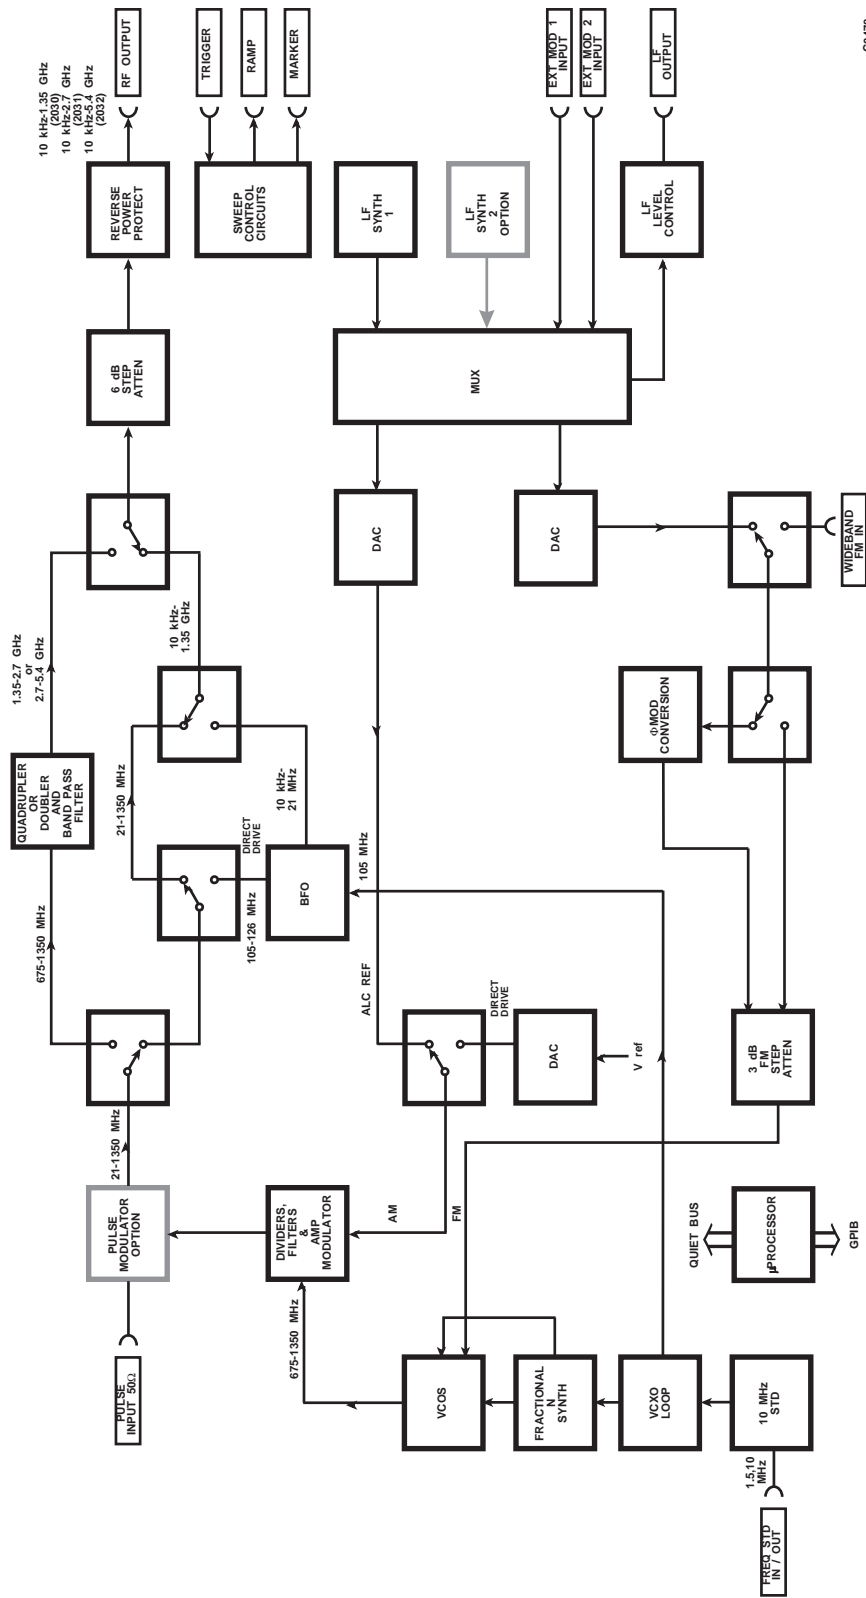 10 kHz-1.35 GHz
(2030)
10 kHz-2.7 GHz
(2031)
10 kHz-5.4 GHz
(2032)
RF OUTPUT
REVERSE
POWER
PROTECT
6 dB
STEP
ATTEN
1.35-2.7 GHz
or
2.7-5.4 GHz
QUADRUPLER
OR
DOUBLER
AND
BAND PASS
FILTER
675-1350 MHz
21-1350 MHz
PULSE
MODULATOR
OPTION
PULSE
INPUT 50Ω
TRIGGER
RAMP
MARKER
SWEEP
CONTROL
CIRCUITS
10 kHz-
1.35 GHz
21-1350 MHz
10 kHz-
21 MHz
DIRECT
DRIVE
105-126 MHz
BFO
105 MHz
DIVIDERS,
FILTERS
&
AMP
MODULATOR
675-1350 MHz
LF
SYNTH
1
LF
SYNTH
2
OPTION
EXT MOD 1
INPUT
EXT MOD 2
INPUT
LF
OUTPUT
LF
LEVEL
CONTROL
MUX
DAC
DAC
ALC REF
DIRECT
DRIVE
DAC
V ref
AM
FM
VCOS
FRACTIONAL
N
SYNTH
VCXO
LOOP
10 MHz
STD
1.5,10
MHz
FREQ STD
IN / OUT
WIDEBAND
FM IN
ΦMOD
CONVERSION
3 dB
FM
STEP
ATTEN
QUIET BUS
µPROCESSOR
GPIB